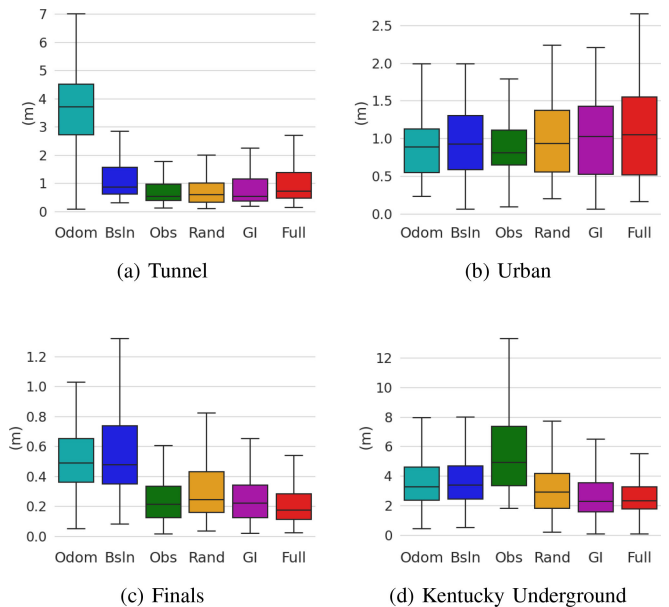 7
6
5
4
3
2
1
0
(m)
Odom Bsln Obs Rand GI Full
(a) Tunnel
2.5
2.0
1.5
1.0
0.5
0.0
(m)
Odom Bsln Obs Rand GI Full
(b) Urban
1.2
1.0
0.8
0.6
0.4
0.2
0.0
(m)
Odom Bsln Obs Rand GI Full
(c) Finals
12
10
8
6
4
2
0
(m)
Odom Bsln Obs Rand GI Full
(d) Kentucky Underground